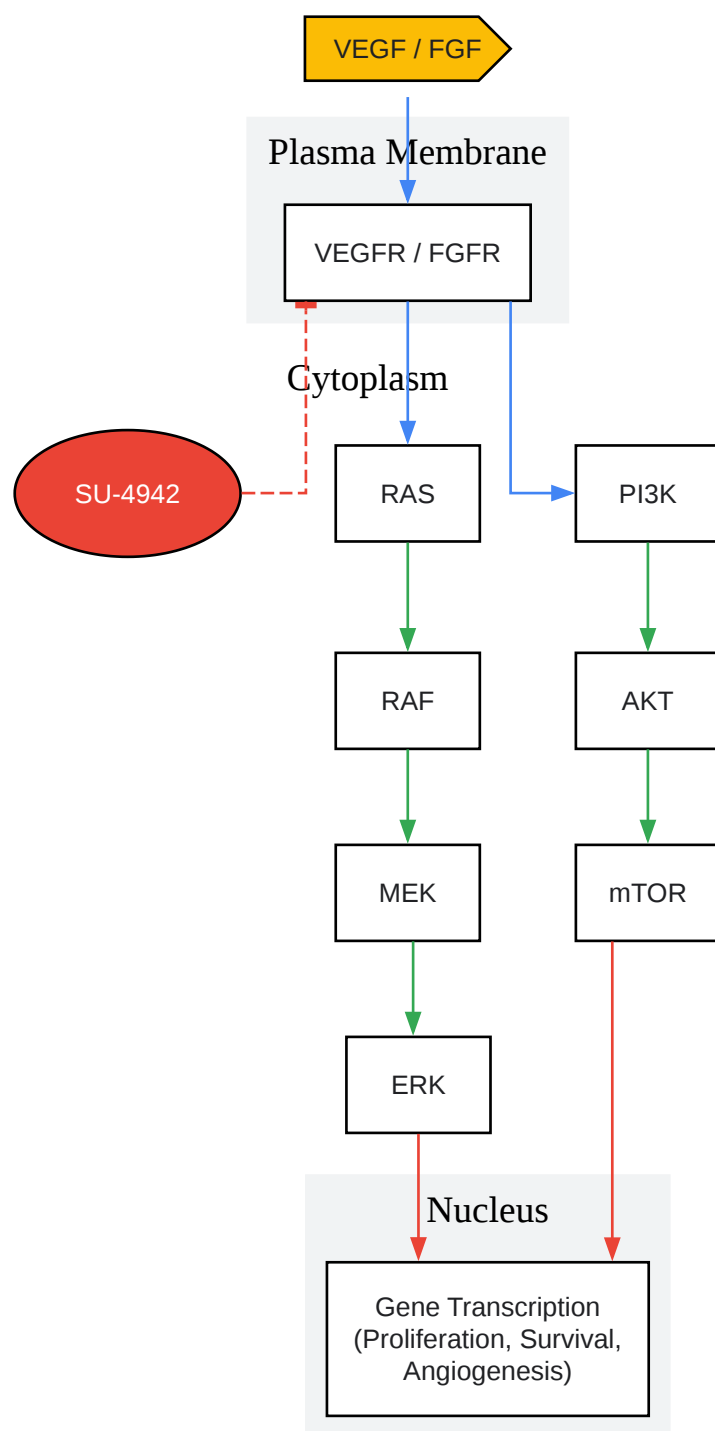 VEGF / FGF
Plasma Membrane
VEGFR / FGFR
Cytoplasm
SU-4942
RAS
PI3K
RAF
AKT
MEK
mTOR
ERK
Nucleus
Gene Transcription
(Proliferation, Survival,
Angiogenesis)